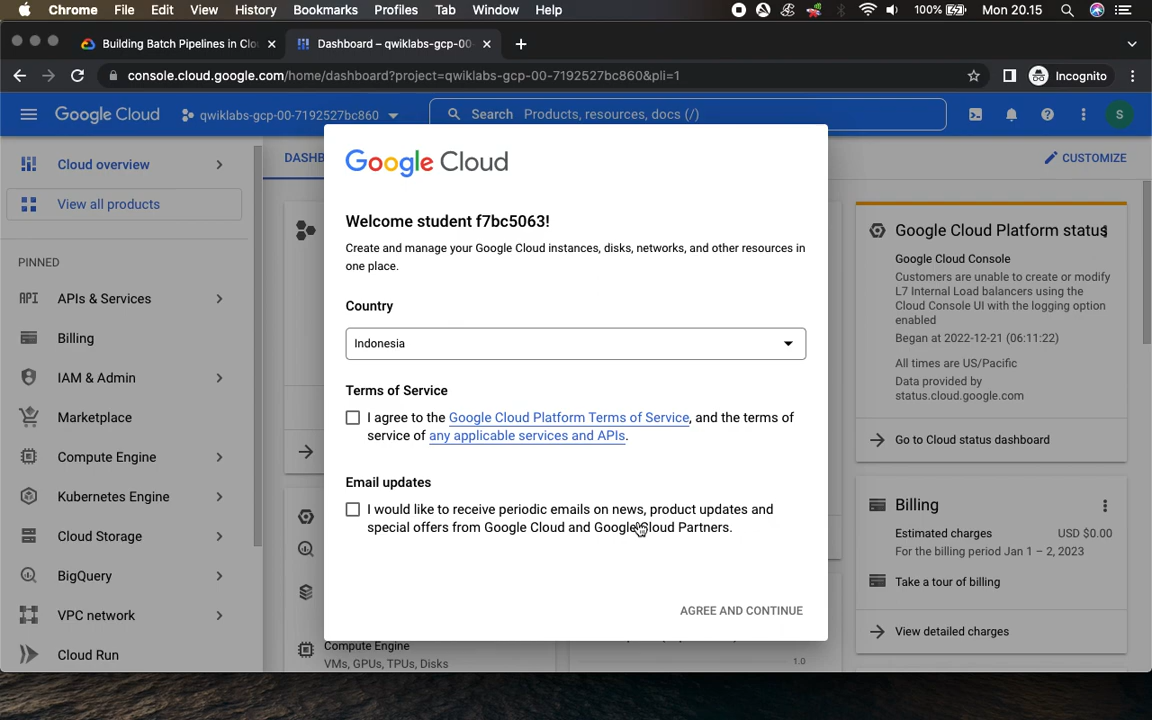 Chrome File Edit View History Bookmarks Profiles Tab Window Help 100% Mon 20.15
Building Batch Pipelines in Clo
Dashboard – qwiklabs-gcp-00-
console.cloud.google.com/home/dashboard?project=qwiklabs-gcp-00-7192527bc860&pli=1
Incognito
Google Cloud
qwiklabs-gcp-00-7192527bc860
Search Products, resources, docs (/)
S
Cloud overview
View all products
PINNED
API APIs & Services
Billing
IAM & Admin
Marketplace
Compute Engine
Kubernetes Engine
Cloud Storage
BigQuery
VPC network
Cloud Run
DASHB
CUSTOMIZE
Google Cloud
Welcome student f7bc5063!
Create and manage your Google Cloud instances, disks, networks, and other resources in
one place.
Country
Indonesia
Terms of Service
I agree to the Google Cloud Platform Terms of Service, and the terms of
service of any applicable services and APIs.
Email updates
I would like to receive periodic emails on news, product updates and
special offers from Google Cloud and Google Cloud Partners.
AGREE AND CONTINUE
Compute Engine
VMs, GPUs, TPUs, Disks
1.0
Google Cloud Platform status
Google Cloud Console
Customers are unable to create or modify
L7 Internal Load balancers using the
Cloud Console UI with the logging option
enabled
Began at 2022-12-21 (06:11:22)
All times are US/Pacific
Data provided by
status.cloud.google.com
Go to Cloud status dashboard
Billing
Estimated charges USD $0.00
For the billing period Jan 1 – 2, 2023
Take a tour of billing
View detailed charges